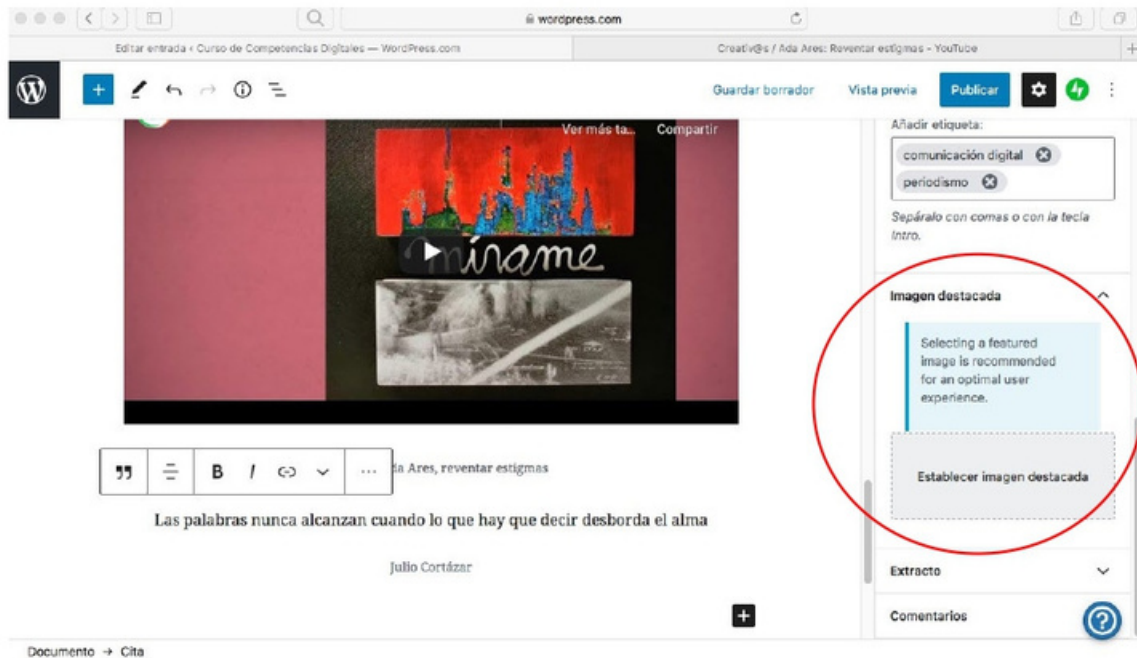 wordpress.com
Editar entrada ‹ Curso de Competencias Digitales — WordPress.com
Creativ@s / Ada Ares: Reventar estigmas - YouTube
Guardar borrador
Vista previa
Publicar
Ver más ta...
Compartir
mírame
Ares, reventar estigmas
Las palabras nunca alcanzan cuando lo que hay que decir desborda el alma
Julio Cortázar
Añadir etiqueta:
comunicación digital
periodismo
Sepáralo con comas o con la tecla
Intro.
Imagen destacada
Selecting a featured
image is recommended
for an optimal user
experience.
Establecer imagen destacada
Extracto
Comentarios
Documento → Cita